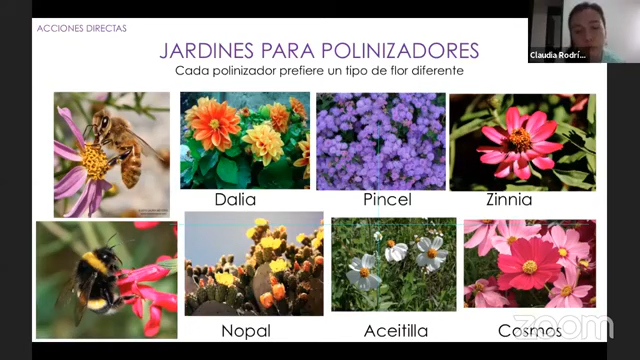 ACCIONES DIRECTAS
JARDINES PARA POLINIZADORES
Cada polinizador prefiere un tipo de flor diferente
Claudia Rodrí...
Dalia
Pincel
Zinnia
Nopal
Aceitilla
Cosmos
zoom